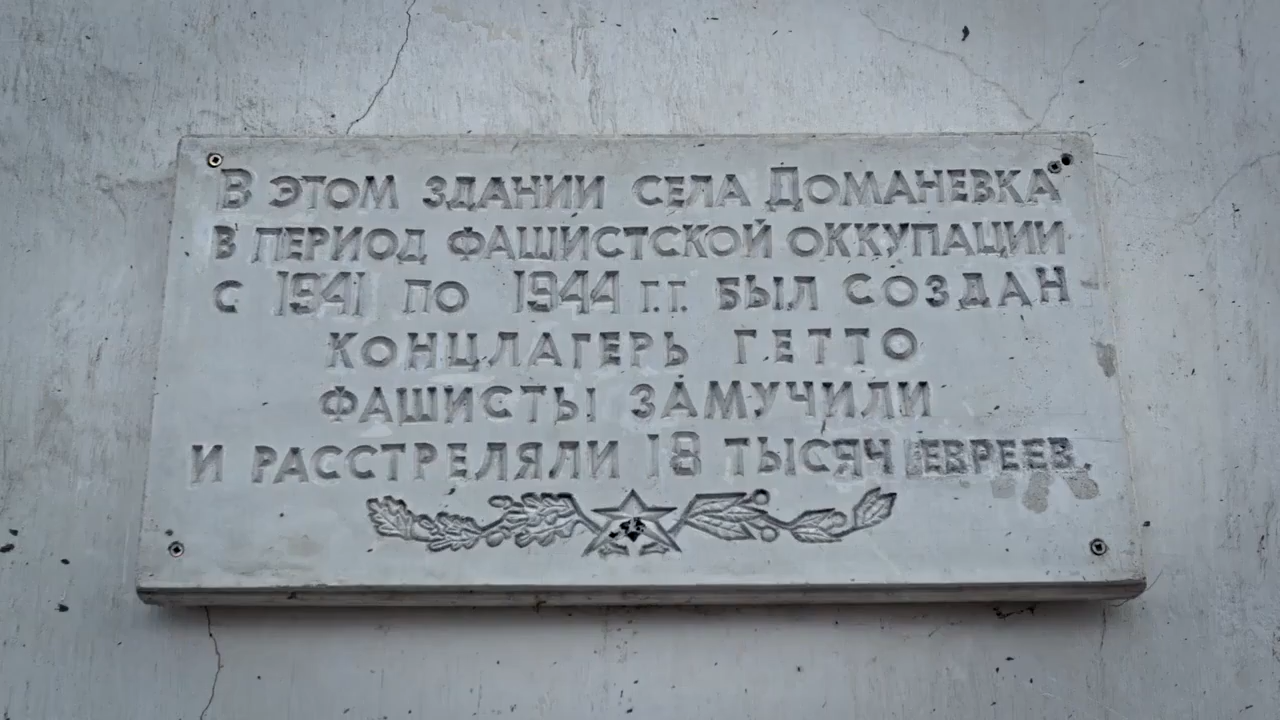 В ЭТОМ ЗДАНИИ СЕЛА ДОМАНЕВКА
В ПЕРИОД ФАШИСТСКОЙ ОККУПАЦИИ
С 1941 ПО 1944 Г.Г. БЫЛ СОЗДАН
КОНЦЛАГЕРЬ ГЕТТО
ФАШИСТЫ ЗАМУЧИЛИ
И РАССТРЕЛЯЛИ 18 ТЫСЯЧ ЕВРЕЕВ.